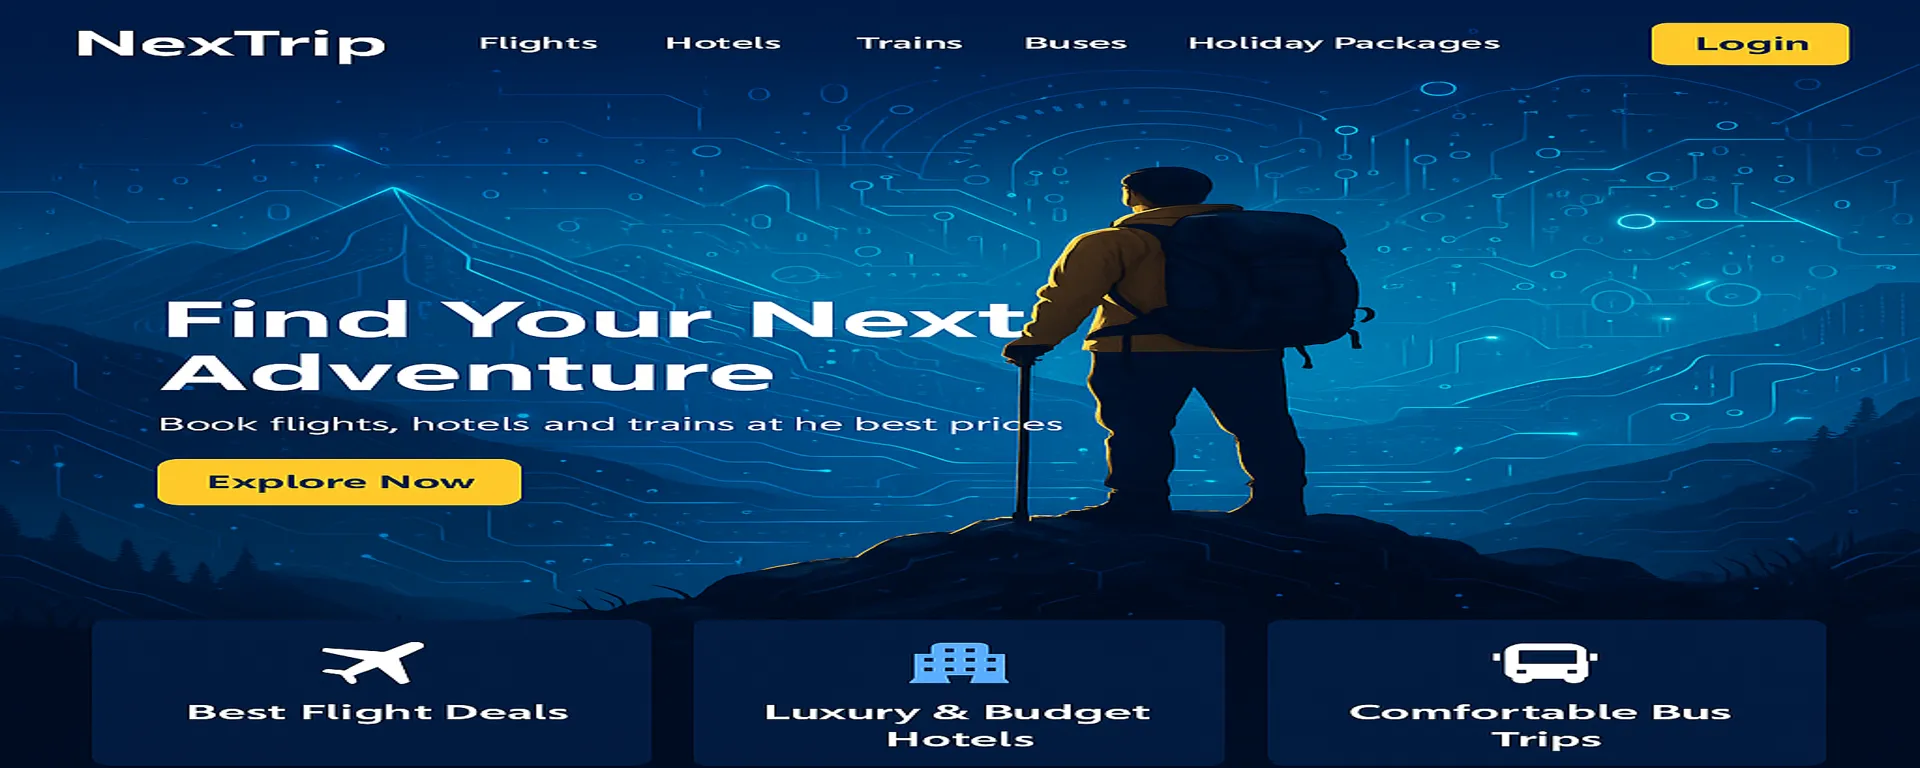 NexTrip
Flights
Hotels
Trains
Buses
Holiday Packages
Login
Find Your Next
Adventure
Book flights, hotels and trains at he best prices
Explore Now
Best Flight Deals
Luxury & Budget
Hotels
Comfortable Bus
Trips